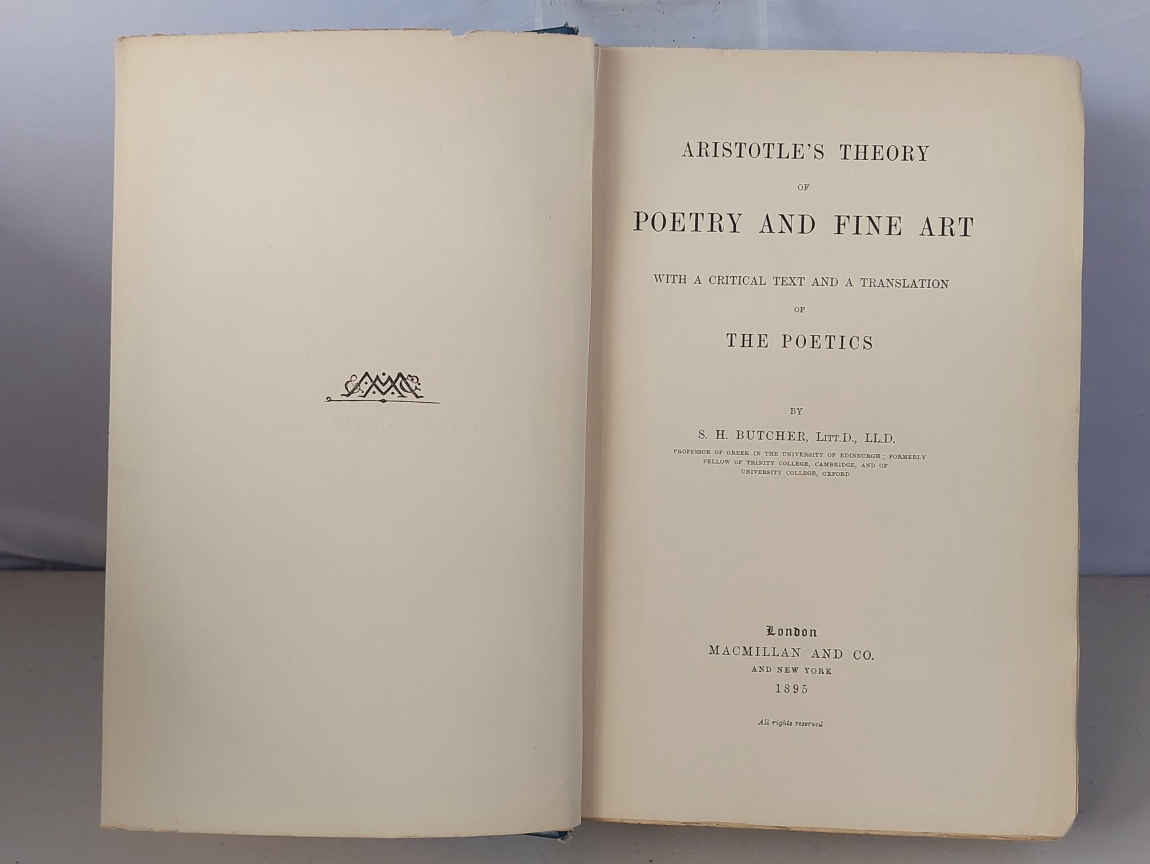 ARISTOTLE'S THEORY
OF
POETRY AND FINE ART
WITH A CRITICAL TEXT AND A TRANSLATION
OF
THE POETICS
BY
S. H. BUTCHER, LITT.D., LL.D.
PROFESSOR OF GREEK IN THE UNIVERSITY OF EDINBURGH; FORMERLY
FELLOW OF TRINITY COLLEGE, CAMBRIDGE, AND OF
UNIVERSITY COLLEGE, OXFORD
London
MACMILLAN AND CO.
AND NEW YORK
1895
All rights reserved